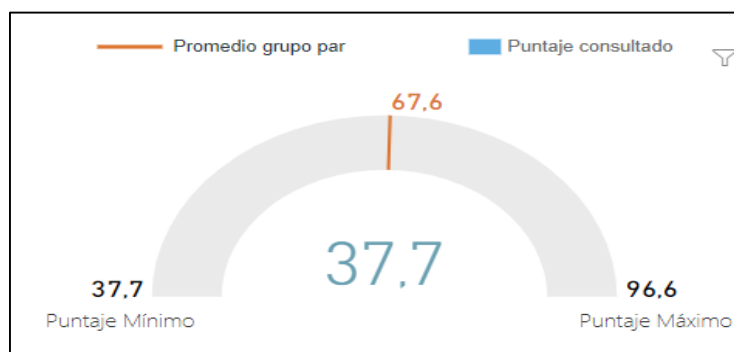 Promedio grupo par Puntaje consultado
67,6
37,7
37,7 96,6
Puntaje Mínimo Puntaje Máximo